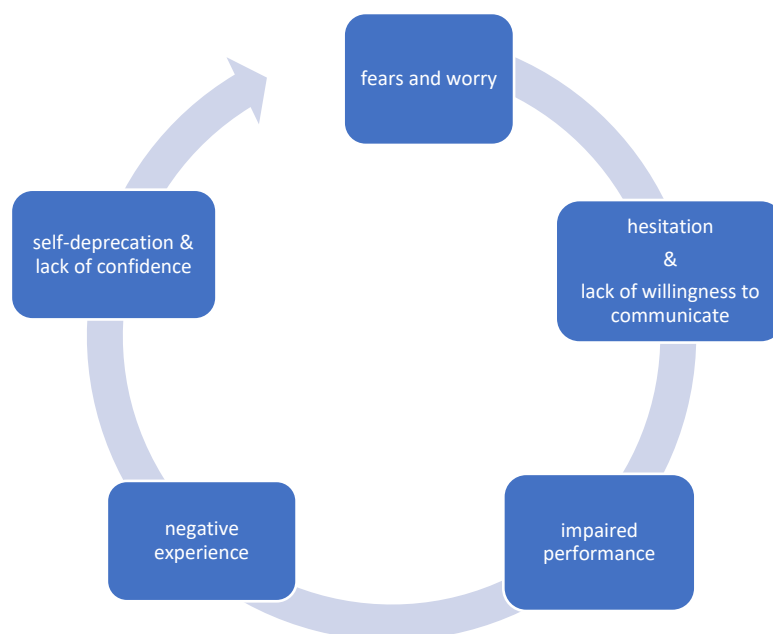 fears and worry
hesitation
&
lack of willingness to
communicate
impaired
performance
negative
experience
self-deprecation &
lack of confidence